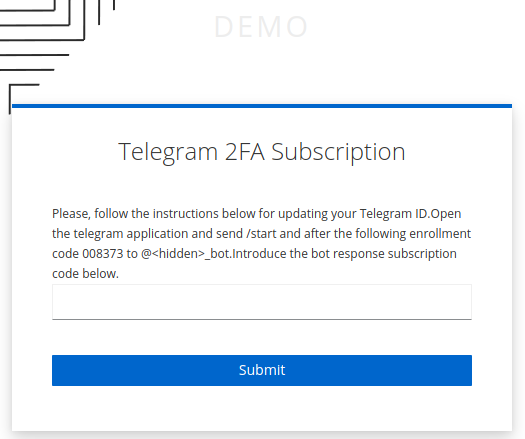 DEMO
Telegram 2FA Subscription
Please, follow the instructions below for updating your Telegram ID.Open
the telegram application and send /start and after the following enrollment
code 008373 to @<hidden>_bot.Introduce the bot response subscription
code below.
Submit